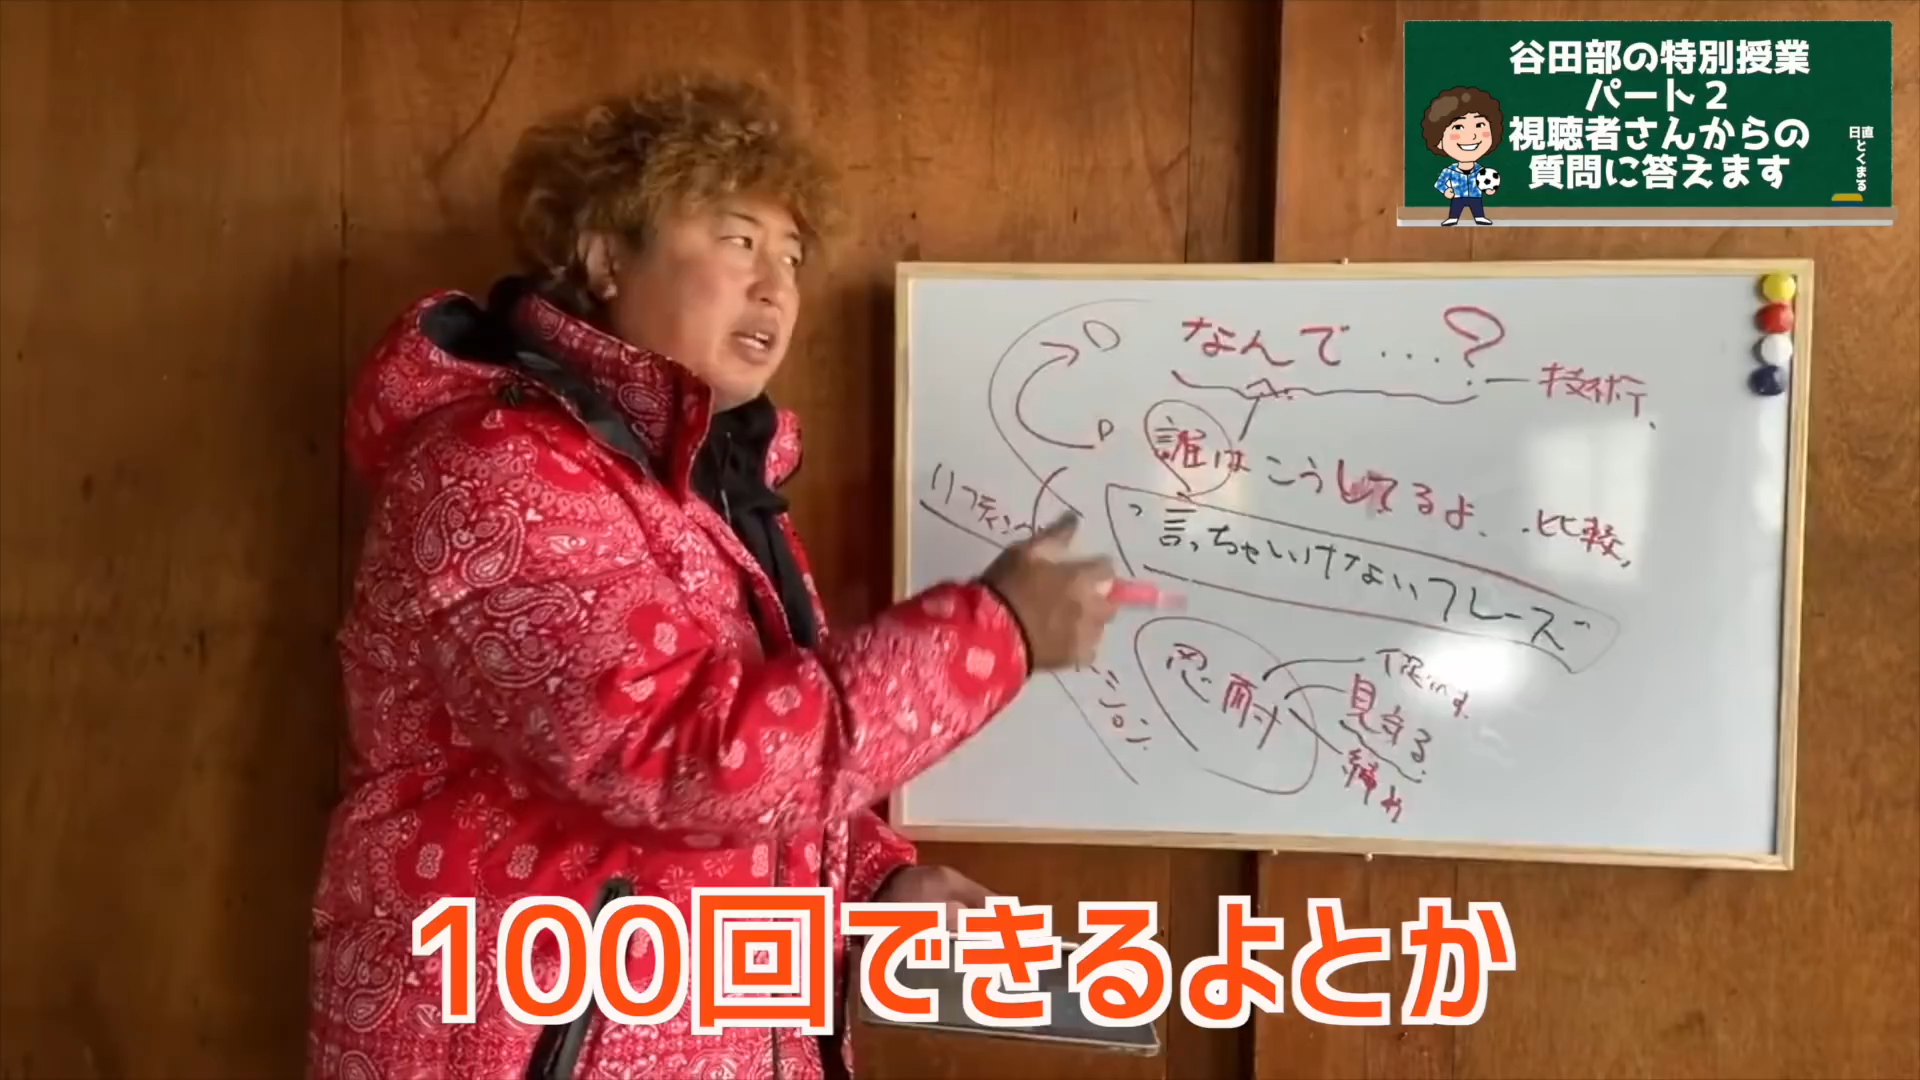 谷田部の特別授業
パート2
視聴者さんからの
質問に答えます
日直
とくまる
なんで...?
技術、
誰はこうしてるよ、
比較、
リフティング
言っちゃいけないフレーズ
忍耐
促す、
見守る、
締め
100回できるよとか